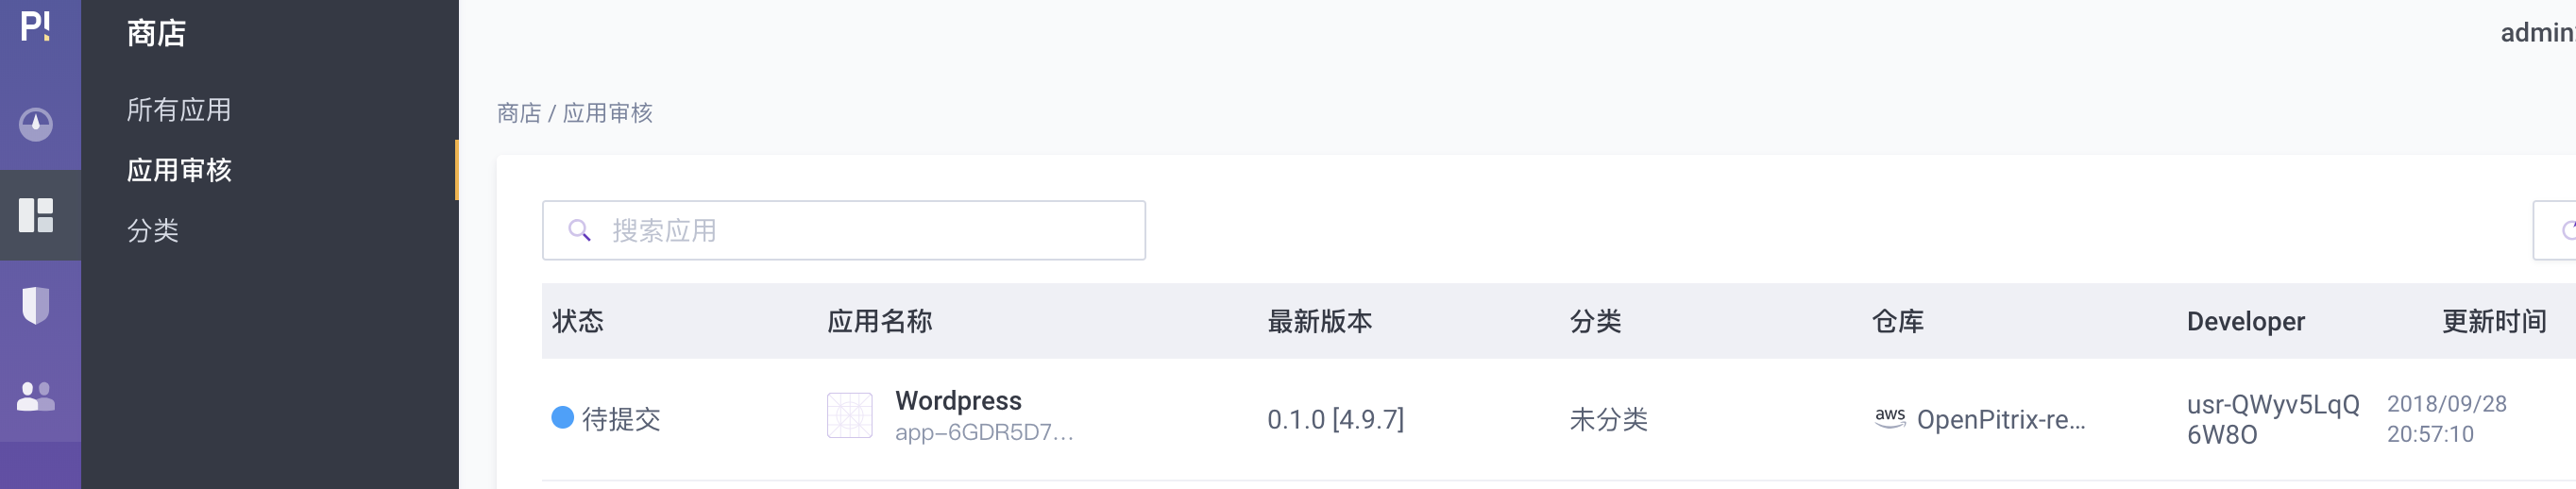 P!
商店
admin
所有应用
商店 / 应用审核
应用审核
分类
搜索应用
状态 应用名称 最新版本 分类 仓库 Developer 更新时间
待提交 Wordpress 0.1.0 [4.9.7] 未分类 aws OpenPitrix-re... usr-QWyv5LqQ 2018/09/28
app-6GDR5D7... 6W8O 20:57:10